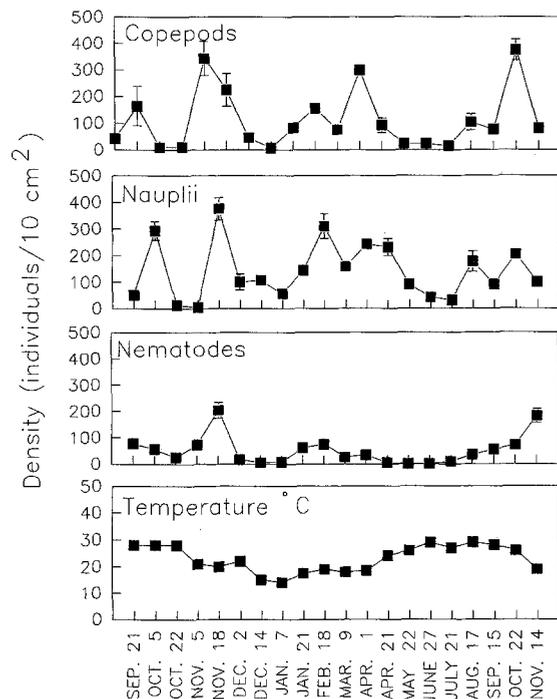 Density (individuals/10 cm²)
500
Copepods
400
300
200
100
0
500
Nauplii
400
300
200
100
0
500
Nematodes
400
300
200
100
0
50
Temperature °C
40
30
20
10
0
SEP. 21
OCT. 5
OCT. 22
NOV. 5
NOV. 18
DEC. 2
DEC. 14
JAN. 7
JAN. 21
FEB. 18
MAR. 9
APR. 1
APR. 21
MAY 22
JUNE 27
JULY 21
AUG. 17
SEP. 15
OCT. 22
NOV. 14